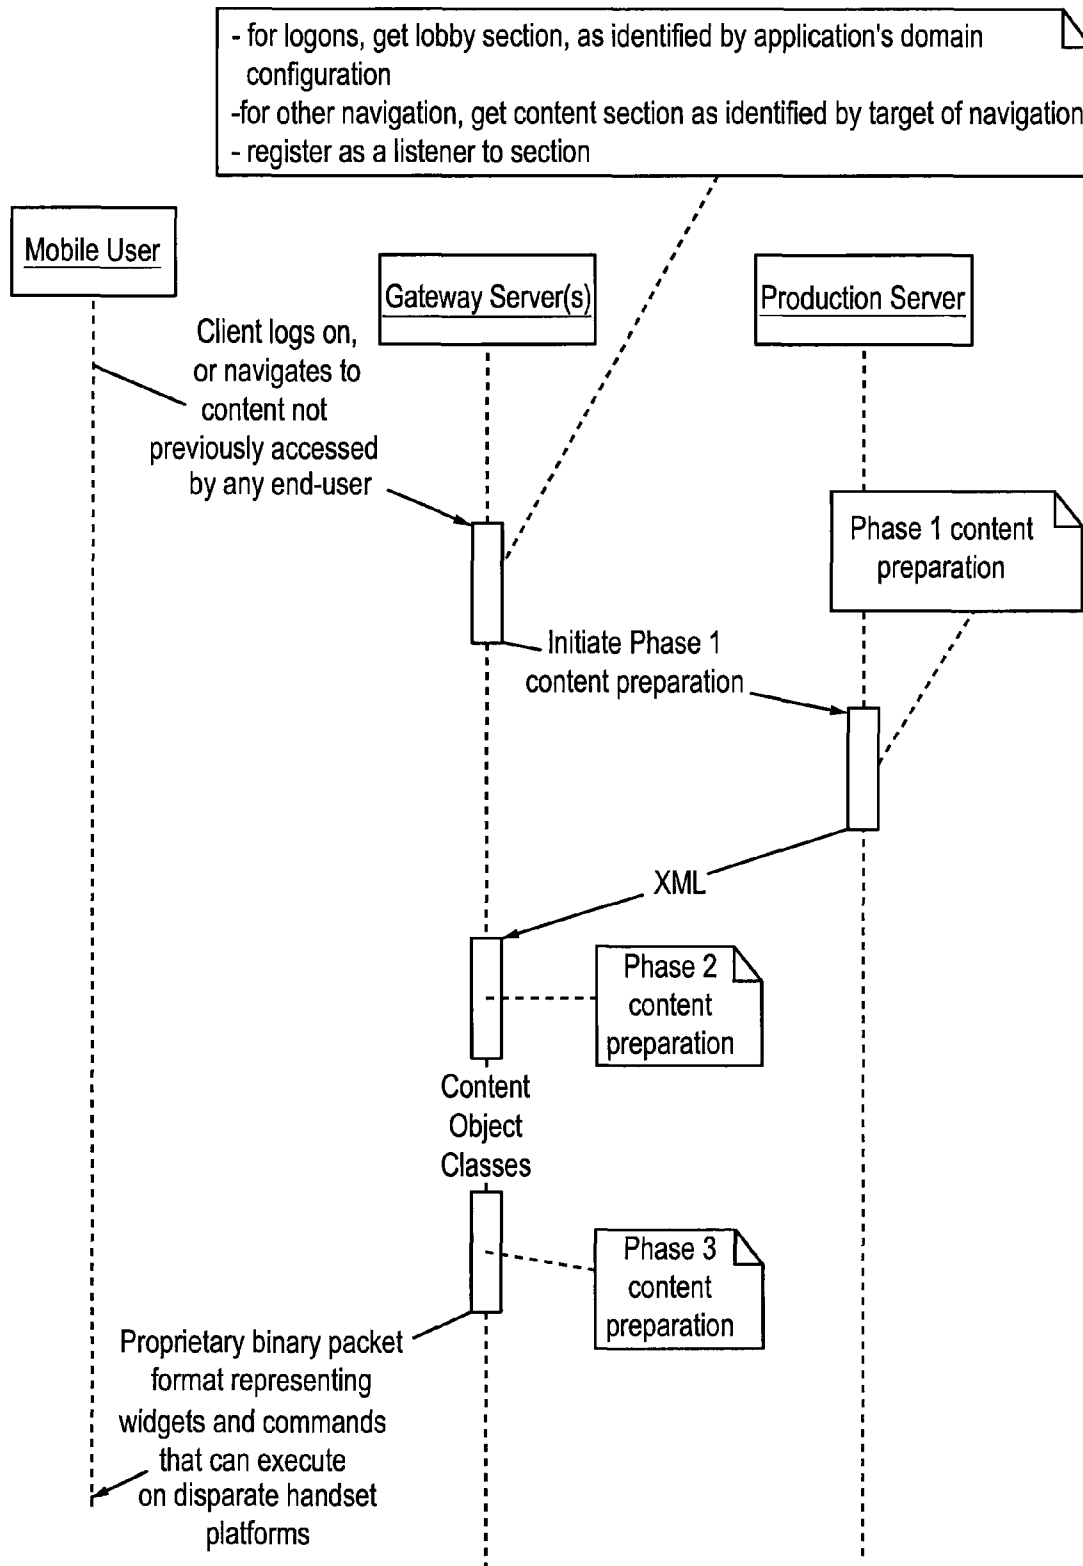 - for logons, get lobby section, as identified by application's domain
configuration
-for other navigation, get content section as identified by target of navigation
- register as a listener to section
Mobile User
Gateway Server(s)
Production Server
Client logs on,
or navigates to
content not
previously accessed
by any end-user
Phase 1 content
preparation
Initiate Phase 1
content preparation
XML
Phase 2
content
preparation
Content
Object
Classes
Phase 3
content
preparation
Proprietary binary packet
format representing
widgets and commands
that can execute
on disparate handset
platforms